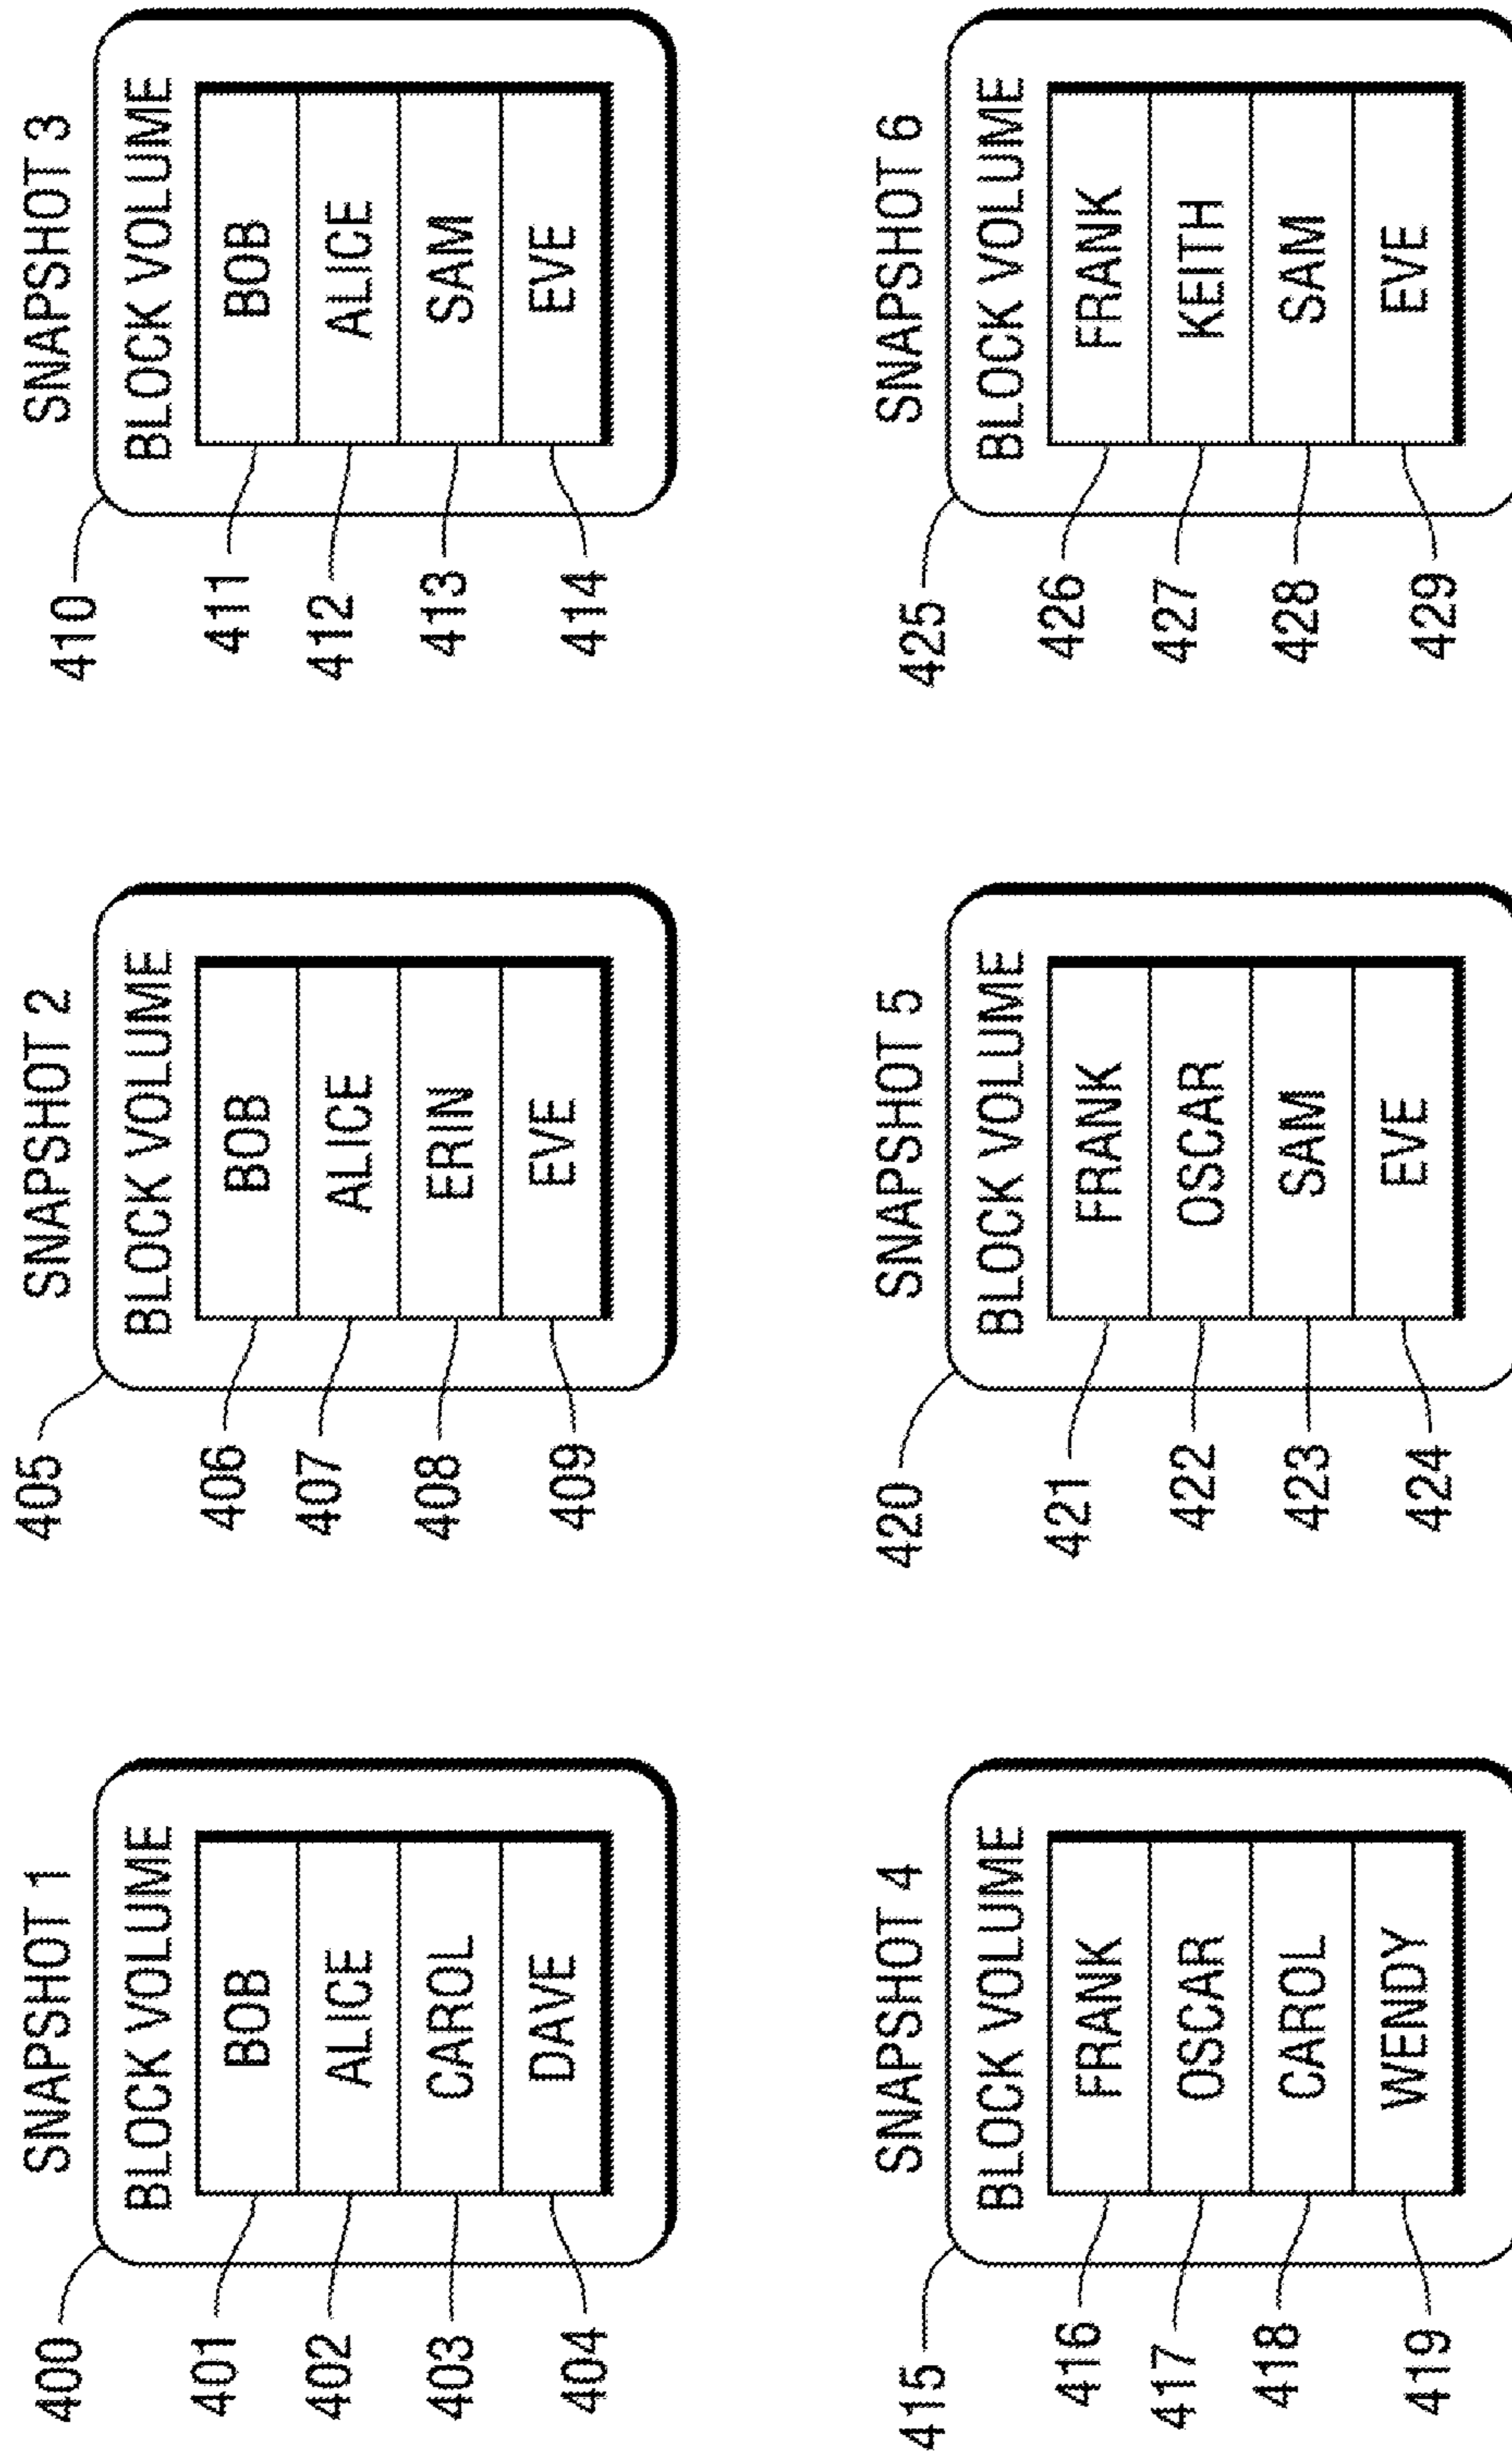 SNAPSHOT 1
400
BLOCK VOLUME
401 BOB
402 ALICE
403 CAROL
404 DAVE
SNAPSHOT 2
405
BLOCK VOLUME
406 BOB
407 ALICE
408 ERIN
409 EVE
SNAPSHOT 3
410
BLOCK VOLUME
411 BOB
412 ALICE
413 SAM
414 EVE
SNAPSHOT 4
415
BLOCK VOLUME
416 FRANK
417 OSCAR
418 CAROL
419 WENDY
SNAPSHOT 5
420
BLOCK VOLUME
421 FRANK
422 OSCAR
423 SAM
424 EVE
SNAPSHOT 6
425
BLOCK VOLUME
426 FRANK
427 KEITH
428 SAM
429 EVE